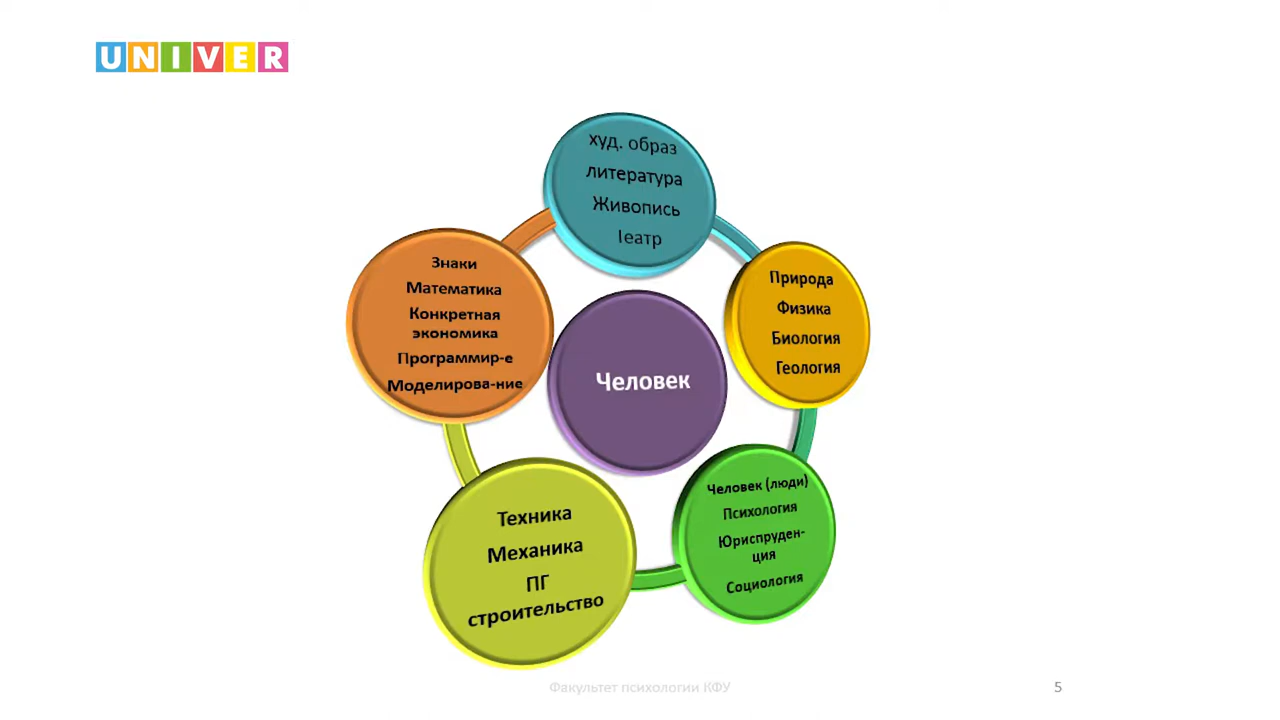 UNIVER
худ. образ
литература
Живопись
Театр
Природа
Физика
Биология
Геология
Человек (люди)
Психология
Юриспруден-
ция
Социология
Техника
Механика
ПГ
строительство
Знаки
Математика
Конкретная
экономика
Программир-е
Моделирова-ние
Человек
Факультет психологии КФУ
5